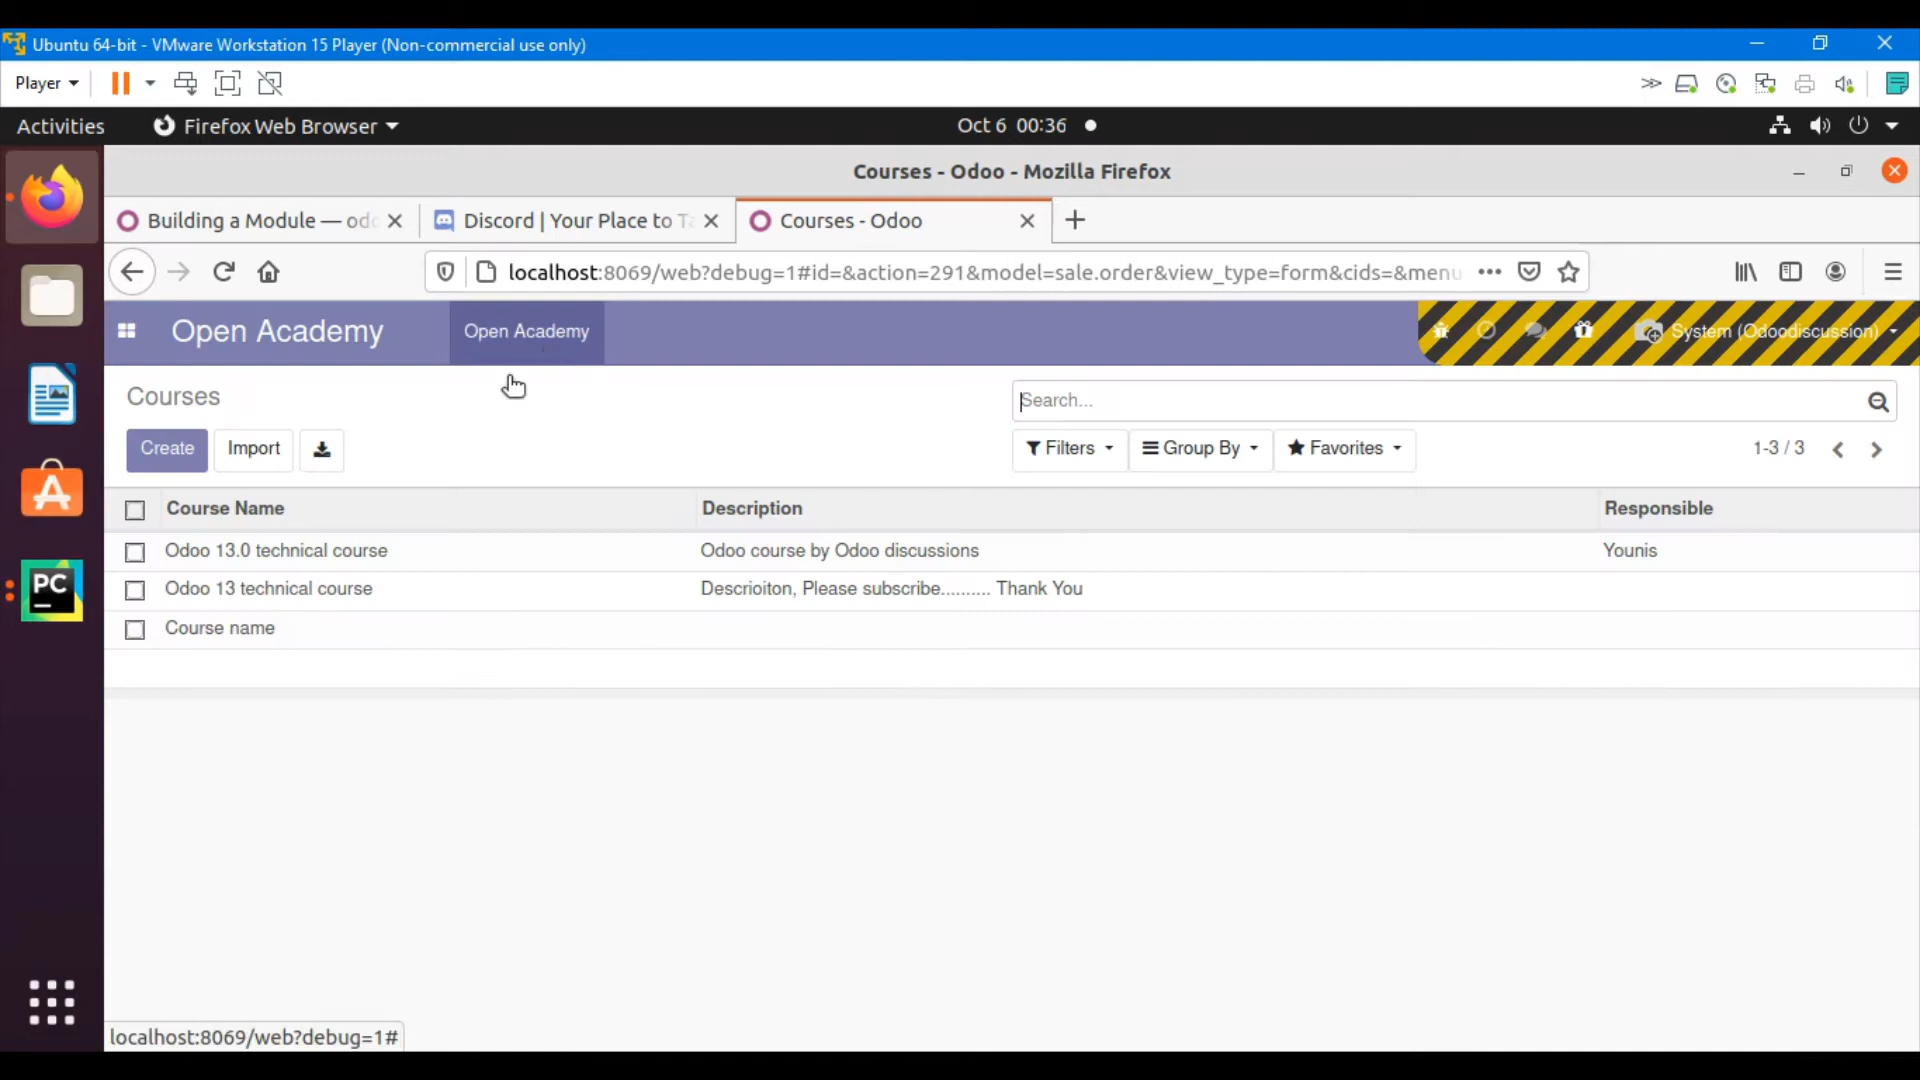 Ubuntu 64-bit - VMware Workstation 15 Player (Non-commercial use only)
Player
Activities
Firefox Web Browser
Oct 6 00:36
Courses - Odoo - Mozilla Firefox
Building a Module — odo
Discord | Your Place to Ta
Courses - Odoo
localhost:8069/web?debug=1#id=&action=291&model=sale.order&view_type=form&cids=&menu
Open Academy
Open Academy
System (Odoodiscussion)
Courses
Search...
Create
Import
Filters
Group By
Favorites
1-3 / 3
Course Name
Description
Responsible
Odoo 13.0 technical course
Odoo course by Odoo discussions
Younis
Odoo 13 technical course
Descrioiton, Please subscribe.......... Thank You
Course name
PC
localhost:8069/web?debug=1#